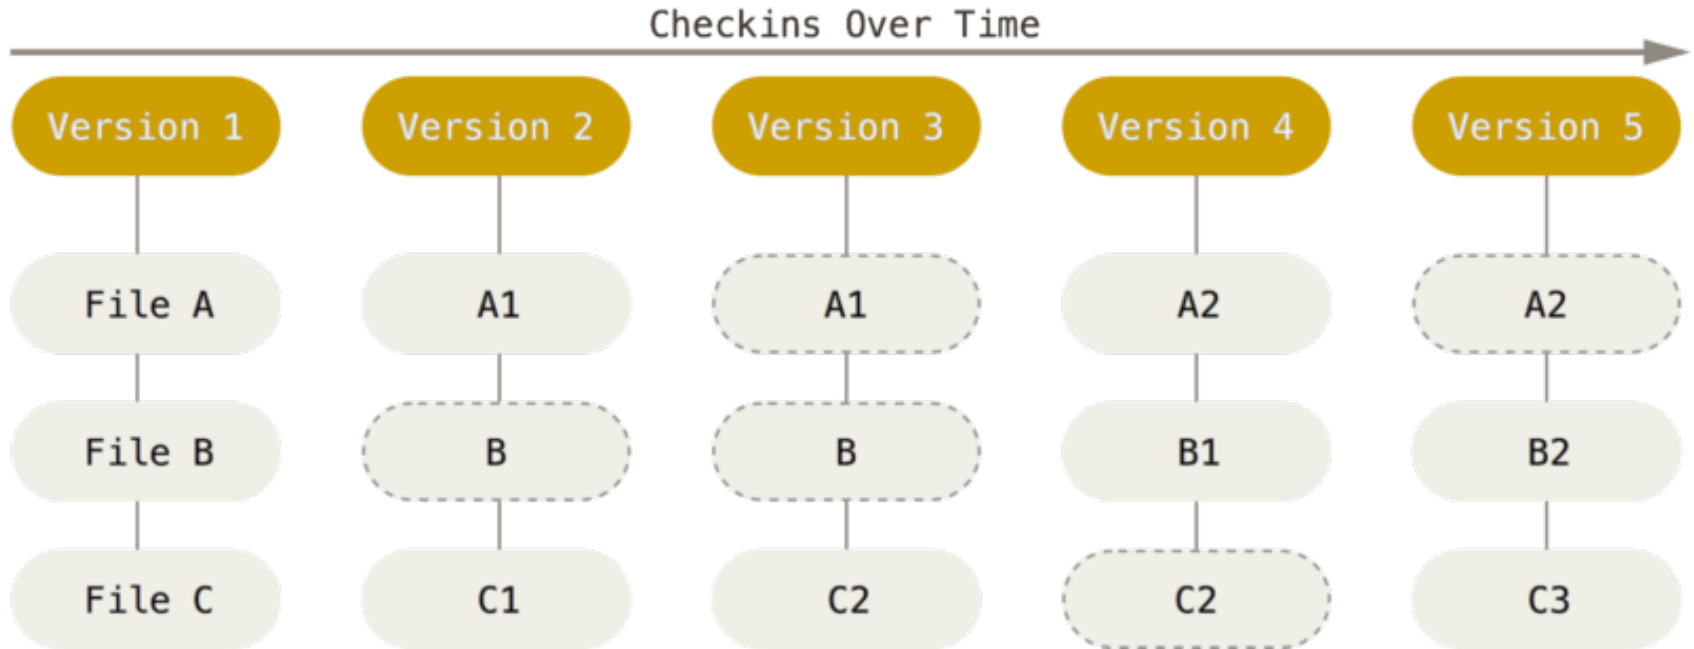 Checkins Over Time
Version 1 Version 2 Version 3 Version 4 Version 5
File A A1 A1 A2 A2
File B B B B1 B2
File C C1 C2 C2 C3